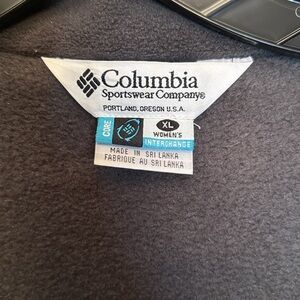 Columbia
Sportswear Company®
PORTLAND, OREGON U.S.A.
CORE
XL
WOMEN'S
INTERCHANGE
MADE IN SRI LANKA
FABRIQUE AU SRI LANKA